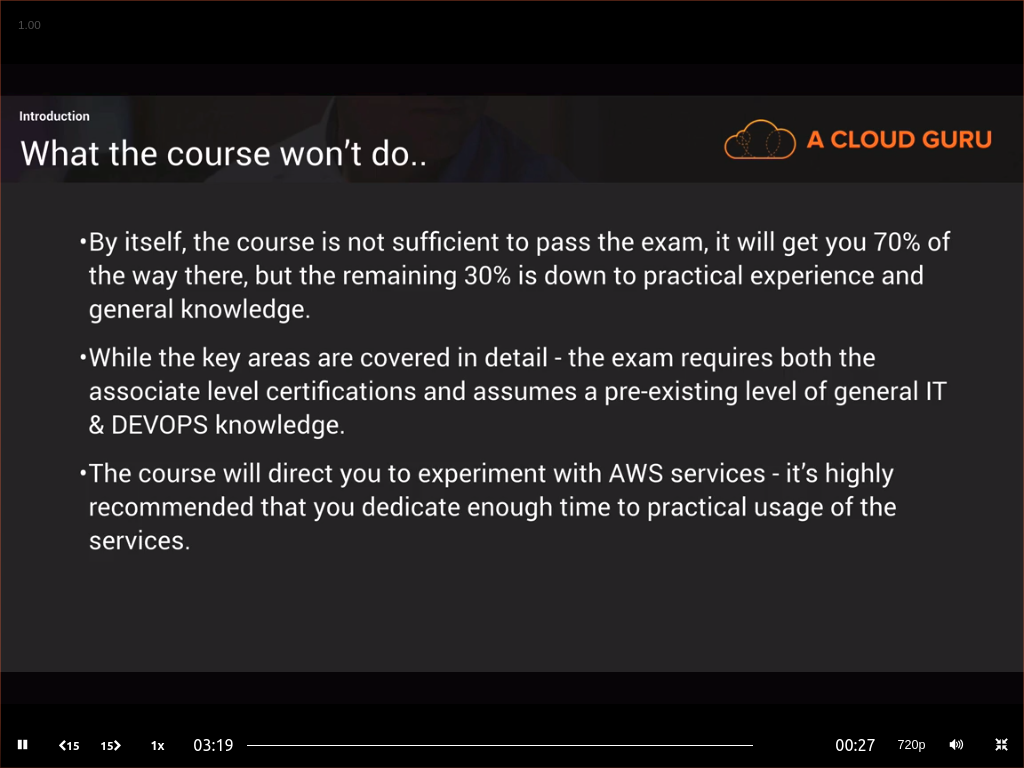 1.00
Introduction
What the course won't do..
A CLOUD GURU
•By itself, the course is not sufficient to pass the exam, it will get you 70% of
the way there, but the remaining 30% is down to practical experience and
general knowledge.
•While the key areas are covered in detail - the exam requires both the
associate level certifications and assumes a pre-existing level of general IT
& DEVOPS knowledge.
•The course will direct you to experiment with AWS services - it's highly
recommended that you dedicate enough time to practical usage of the
services.
15 15 1x 03:19 00:27 720p